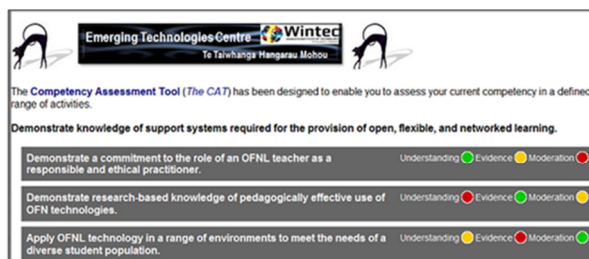 Emerging Technologies Centre Wintec
Te Taiwhanga Hangarau Mohou
The Competency Assessment Tool (The CAT) has been designed to enable you to assess your current competency in a defined
range of activities.
Demonstrate knowledge of support systems required for the provision of open, flexible, and networked learning.
Demonstrate a commitment to the role of an OFNL teacher as a Understanding Evidence Moderation
responsible and ethical practitioner.
Demonstrate research-based knowledge of pedagogically effective use of Understanding Evidence Moderation
OFN technologies.
Apply OFNL technology in a range of environments to meet the needs of a Understanding Evidence Moderation
diverse student population.